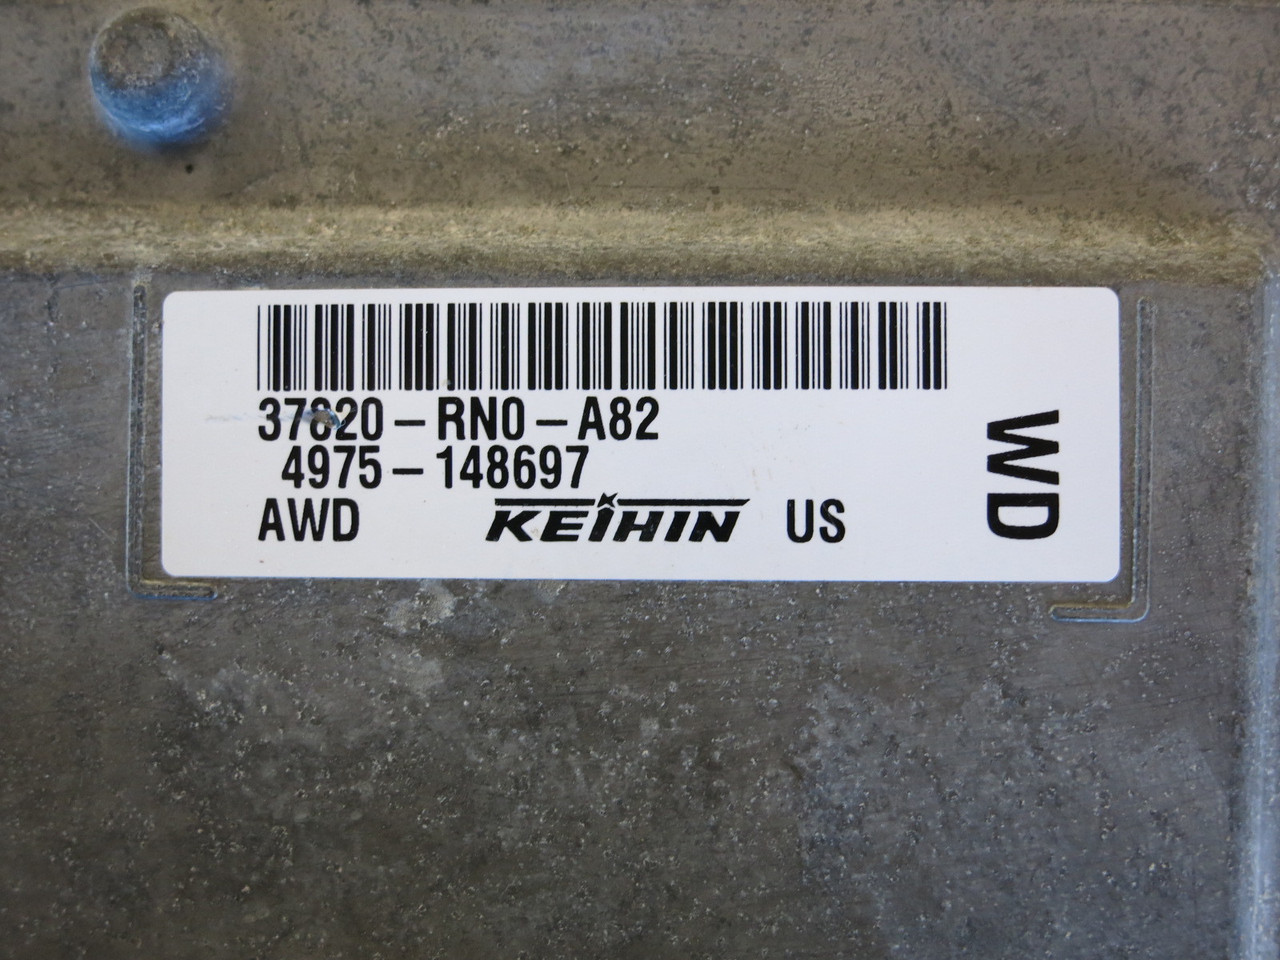 37820-RN0-A82
4975-148697
AWD KEIHIN US
WD